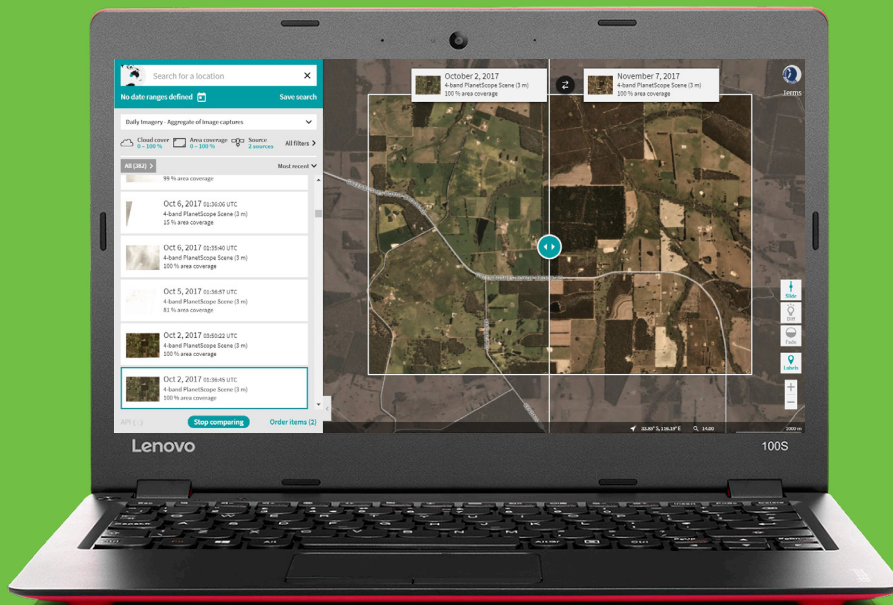 Search for a location
No date ranges defined
Save search
Daily Imagery - Aggregate of image captures
Cloud cover
0 – 100 %
Area coverage
0 – 100 %
Source
2 sources
All filters
All (382)
Most recent
99 % area coverage
Oct 6, 2017 01:36:06 UTC
4-band PlanetScope Scene (3 m)
15 % area coverage
Oct 6, 2017 01:35:40 UTC
4-band PlanetScope Scene (3 m)
100 % area coverage
Oct 5, 2017 01:36:57 UTC
4-band PlanetScope Scene (3 m)
81 % area coverage
Oct 2, 2017 03:50:22 UTC
4-band PlanetScope Scene (3 m)
100 % area coverage
Oct 2, 2017 01:36:45 UTC
4-band PlanetScope Scene (3 m)
100 % area coverage
API
Stop comparing
Order items (2)
October 2, 2017
4-band PlanetScope Scene (3 m)
100 % area coverage
November 7, 2017
4-band PlanetScope Scene (3 m)
100 % area coverage
Terms
Slide
Diff
Fade
Labels
14.00
1000 m
Lenovo
100S